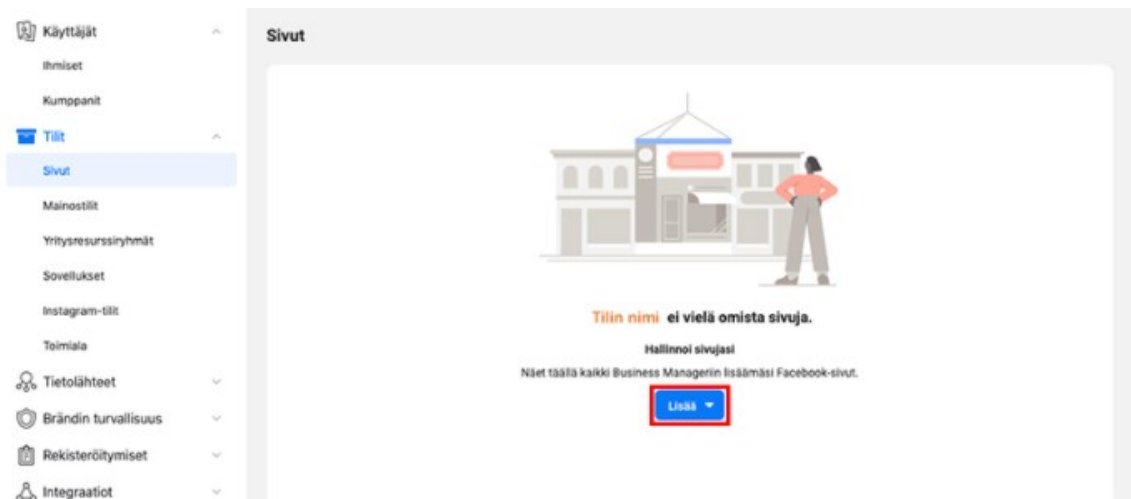 Käyttäjät
Ihmiset
Kumppanit
Tilit
Sivut
Mainostilit
Yritysresurssiryhmät
Sovellukset
Instagram-tilit
Toimiala
Tietolähteet
Brändin turvallisuus
Rekisteröitymiset
Integraatiot
Sivut
Tilin nimi ei vielä omista sivuja.
Hallinnoi sivujasi
Näet täällä kaikki Business Manageriin lisäämäsi Facebook-sivut.
Lisää